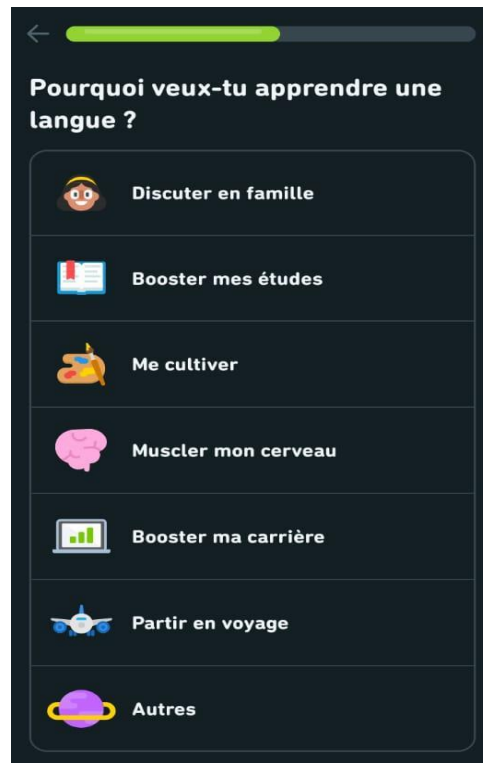 Pourquoi veux-tu apprendre une
langue ?
Discuter en famille
Booster mes études
Me cultiver
Muscler mon cerveau
Booster ma carrière
Partir en voyage
Autres